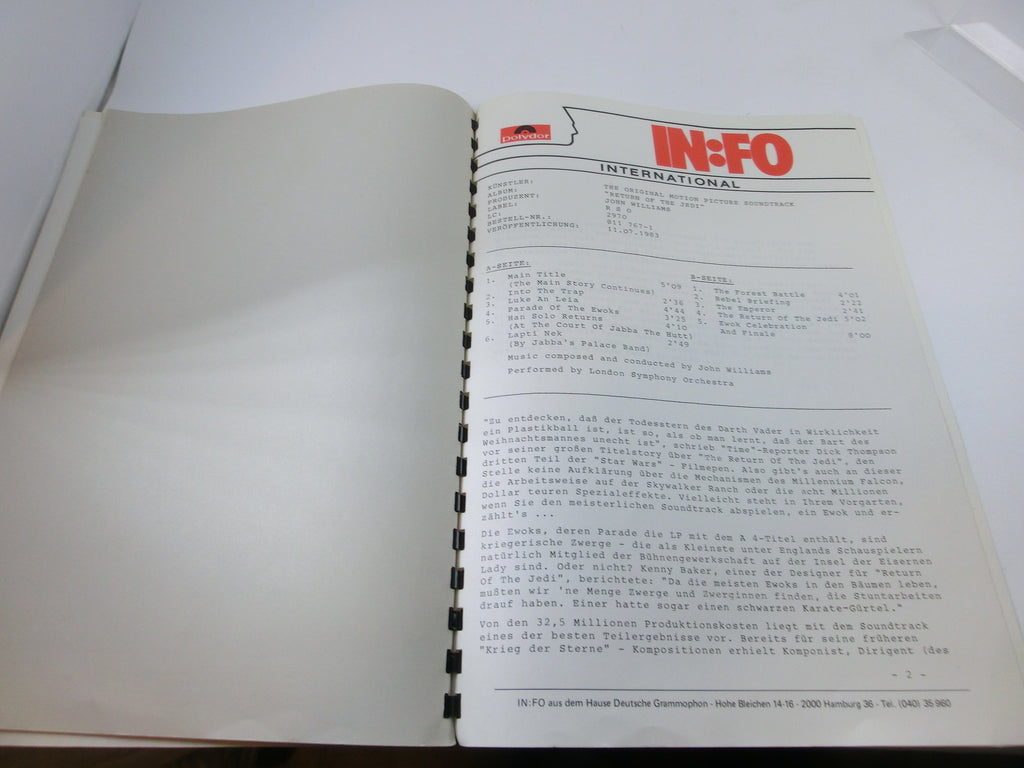 polydor
IN:FO
INTERNATIONAL
KÜNSTLER: THE ORIGINAL MOTION PICTURE SOUNDTRACK
ALBUM: "RETURN OF THE JEDI"
PRODUZENT: JOHN WILLIAMS
LABEL: R S O
LC: 2970
BESTELL-NR.: 811 767-1
VERÖFFENTLICHUNG: 11.07.1983
A-SEITE:
1. Main Title
(The Main Story Continues) 5'09
2. Into The Trap 2'36
3. Luke An Leia 4'44
4. Parade Of The Ewoks 3'25
5. Han Solo Returns 4'10
(At The Court Of Jabba The Hutt)
6. Lapti Nek 2'49
(By Jabba's Palace Band)
B-SEITE:
1. The Forest Battle 4'01
2. Rebel Briefing 2'22
3. The Emperor 2'41
4. The Return Of The Jedi 5'02
5. Ewok Celebration
And Finale 8'00
Music composed and conducted by John Williams
Performed by London Symphony Orchestra
"Zu entdecken, daß der Todesstern des Darth Vader in Wirklichkeit
ein Plastikball ist, ist so, als ob man lernt, daß der Bart des
Weihnachtsmannes unecht ist", schrieb "Time"-Reporter Dick Thompson
vor seiner großen Titelstory über "The Return Of The Jedi", den
dritten Teil der "Star Wars" - Filmepen. Also gibt's auch an dieser
Stelle keine Aufklärung über die Mechanismen des Millennium Falcon,
die Arbeitsweise auf der Skywalker Ranch oder die acht Millionen
Dollar teuren Spezialeffekte. Vielleicht steht in Ihrem Vorgarten,
wenn Sie den meisterlichen Soundtrack abspielen, ein Ewok und er-
zählt's ...
Die Ewoks, deren Parade die LP mit dem A 4-Titel enthält, sind
kriegerische Zwerge - die als Kleinste unter Englands Schauspielern
natürlich Mitglied der Bühnengewerkschaft auf der Insel der Eisernen
Lady sind. Oder nicht? Kenny Baker, einer der Designer für "Return
Of The Jedi", berichtete: "Da die meisten Ewoks in den Bäumen leben,
mußten wir 'ne Menge Zwerge und Zwerginnen finden, die Stuntarbeiten
drauf haben. Einer hatte sogar einen schwarzen Karate-Gürtel."
Von den 32,5 Millionen Produktionskosten liegt mit dem Soundtrack
eines der besten Teilergebnisse vor. Bereits für seine früheren
"Krieg der Sterne" - Kompositionen erhielt Komponist, Dirigent (des
- 2 -
IN:FO aus dem Hause Deutsche Grammophon - Hohe Bleichen 14-16 - 2000 Hamburg 36 - Tel. (040) 35 960